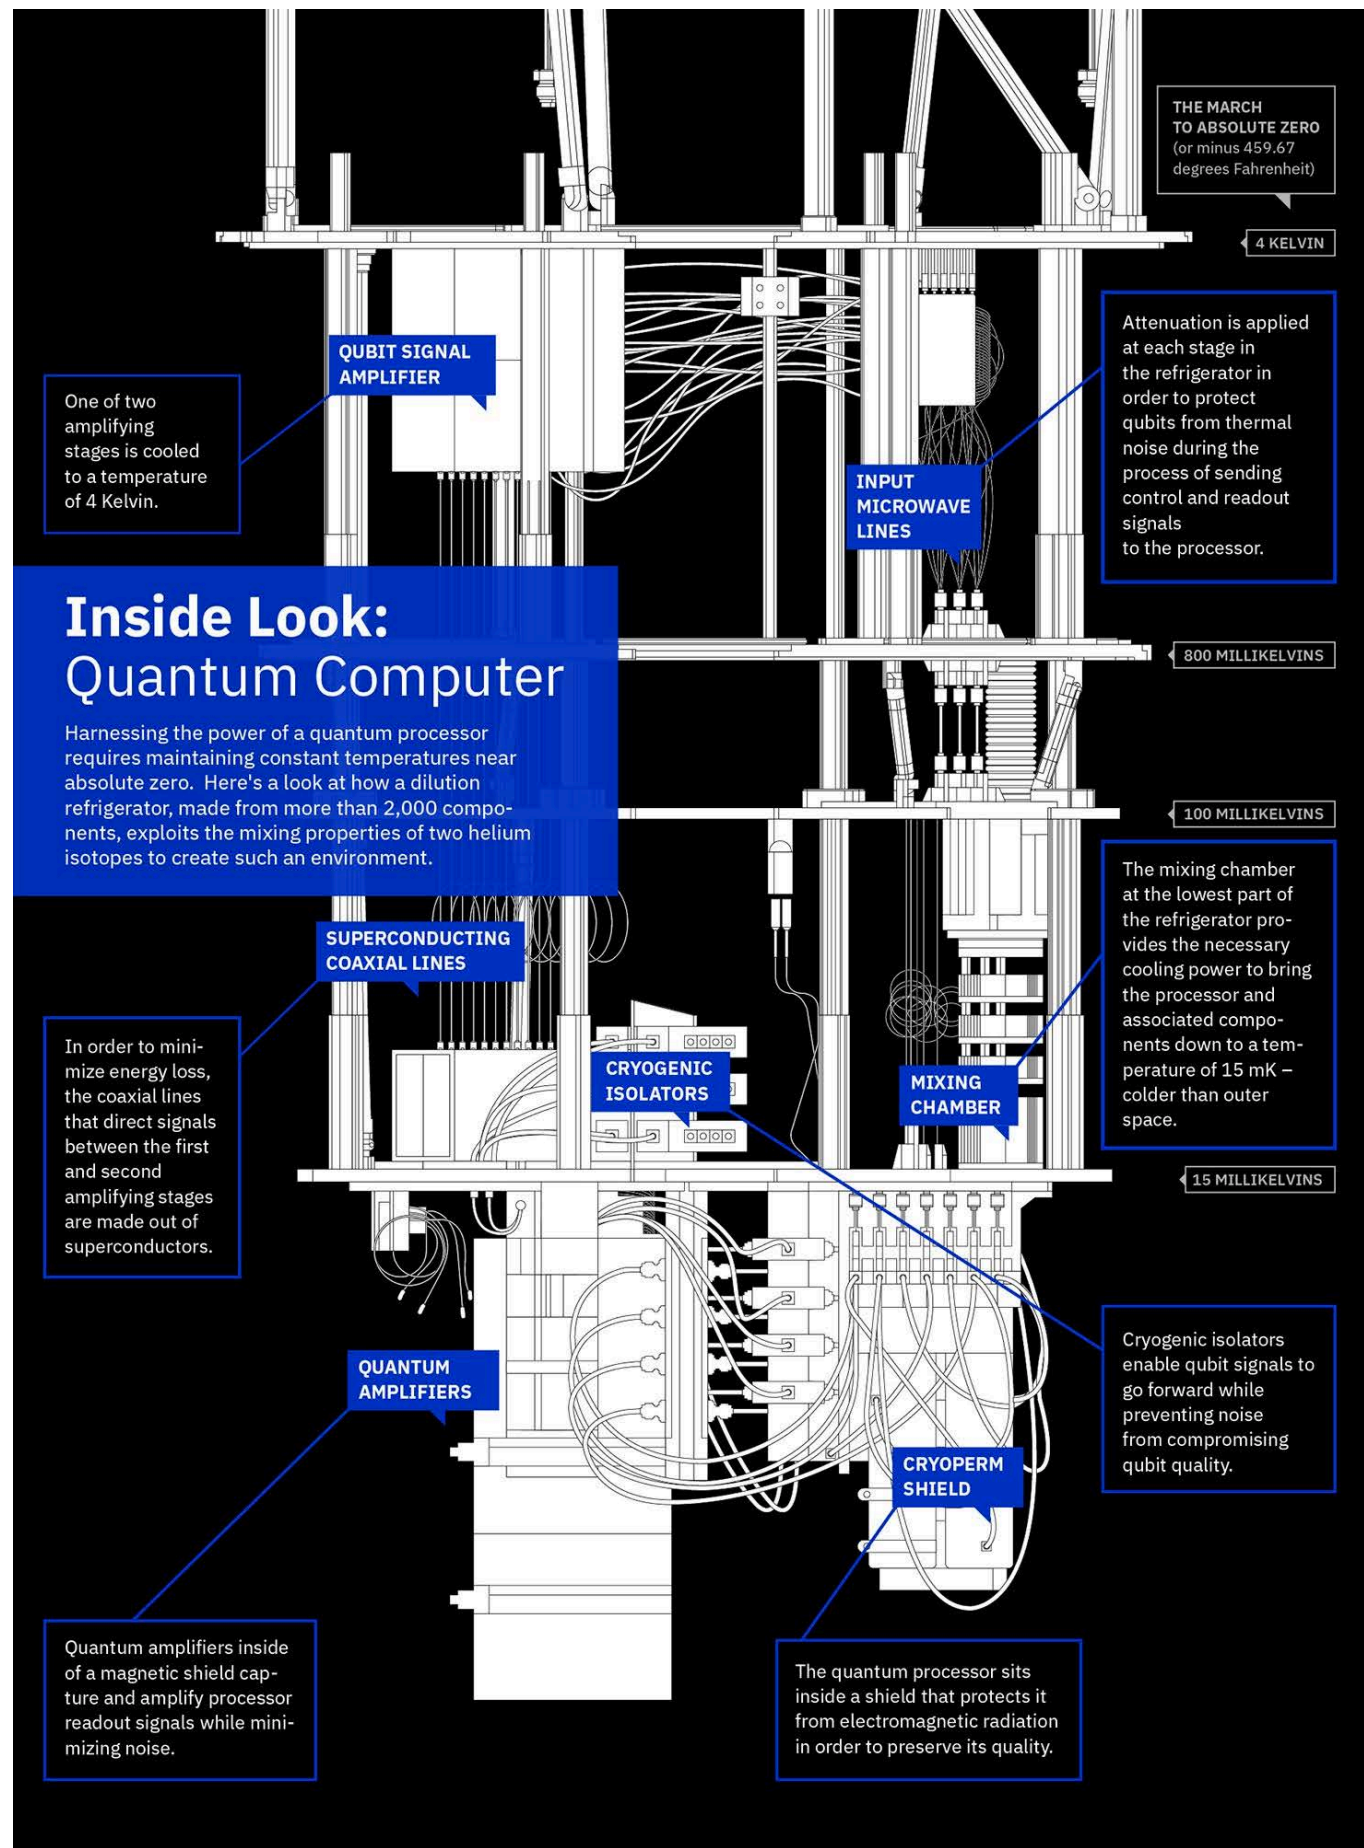 THE MARCH
TO ABSOLUTE ZERO
(or minus 459.67
degrees Fahrenheit)
4 KELVIN
QUBIT SIGNAL
AMPLIFIER
One of two
amplifying
stages is cooled
to a temperature
of 4 Kelvin.
Attenuation is applied
at each stage in
the refrigerator in
order to protect
qubits from thermal
noise during the
process of sending
control and readout
signals
to the processor.
INPUT
MICROWAVE
LINES
Inside Look:
Quantum Computer
Harnessing the power of a quantum processor
requires maintaining constant temperatures near
absolute zero.  Here's a look at how a dilution
refrigerator, made from more than 2,000 compo-
nents, exploits the mixing properties of two helium
isotopes to create such an environment.
800 MILLIKELVINS
100 MILLIKELVINS
The mixing chamber
at the lowest part of
the refrigerator pro-
vides the necessary
cooling power to bring
the processor and
associated compo-
nents down to a tem-
perature of 15 mK –
colder than outer
space.
SUPERCONDUCTING
COAXIAL LINES
In order to mini-
mize energy loss,
the coaxial lines
that direct signals
between the first
and second
amplifying stages
are made out of
superconductors.
CRYOGENIC
ISOLATORS
MIXING
CHAMBER
15 MILLIKELVINS
Cryogenic isolators
enable qubit signals to
go forward while
preventing noise
from compromising
qubit quality.
QUANTUM
AMPLIFIERS
CRYOPERM
SHIELD
Quantum amplifiers inside
of a magnetic shield cap-
ture and amplify processor
readout signals while mini-
mizing noise.
The quantum processor sits
inside a shield that protects it
from electromagnetic radiation
in order to preserve its quality.